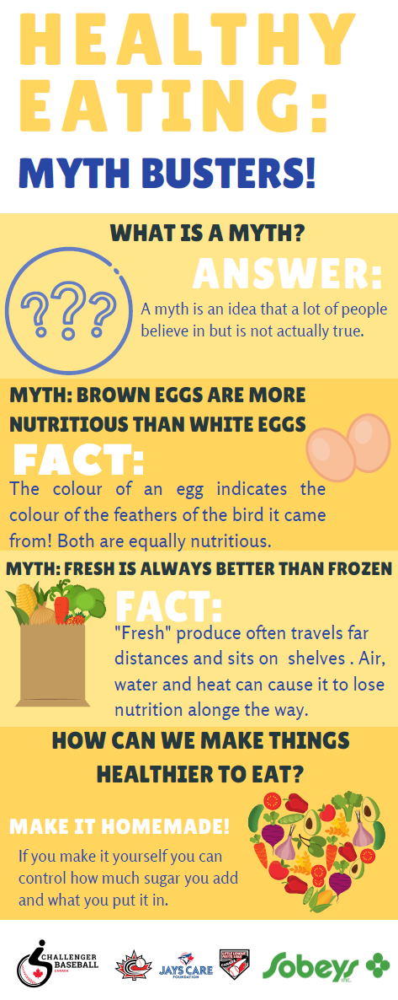 HEALTHY
EATING:
MYTH BUSTERS!
WHAT IS A MYTH?
ANSWER:
???
A myth is an idea that a lot of people
believe in but is not actually true.
MYTH: BROWN EGGS ARE MORE
NUTRITIOUS THAN WHITE EGGS
FACT:
The colour of an egg indicates the
colour of the feathers of the bird it came
from! Both are equally nutritious.
MYTH: FRESH IS ALWAYS BETTER THAN FROZEN
FACT:
"Fresh" produce often travels far
distances and sits on shelves . Air,
water and heat can cause it to lose
nutrition alonge the way.
HOW CAN WE MAKE THINGS
HEALTHIER TO EAT?
MAKE IT HOMEMADE!
If you make it yourself you can
control how much sugar you add
and what you put it in.
CHALLENGER
BASEBALL
CANADA
JAYS CARE
FOUNDATION
LITTLE LEAGUE
CANADA
Sobeys
inc.